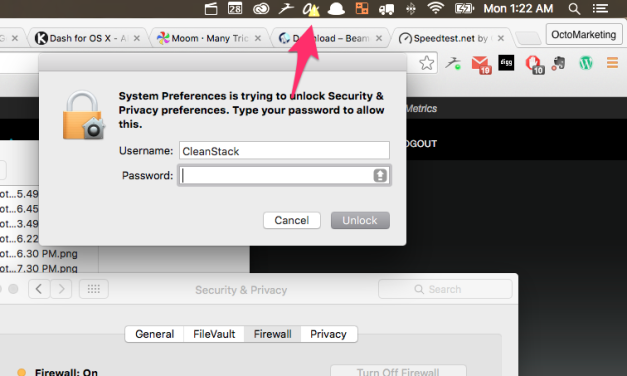 28
Mon 1:22 AM
Dash for OS X - A
Moom · Many Tric
Download – Beam
Speedtest.net by
OctoMarketing
19
digg
10
System Preferences is trying to unlock Security &
Privacy preferences. Type your password to allow
this.
Metrics
Username: CleanStack
OGOUT
Password:
Cancel
Unlock
ot...5.49
ot...6.45
ot...3.49
ot...6.22
ot...6.30 PM.png
ot...7.30 PM.png
Security & Privacy
Search
General
FileVault
Firewall
Privacy
Firewall: On
Turn Off Firewall